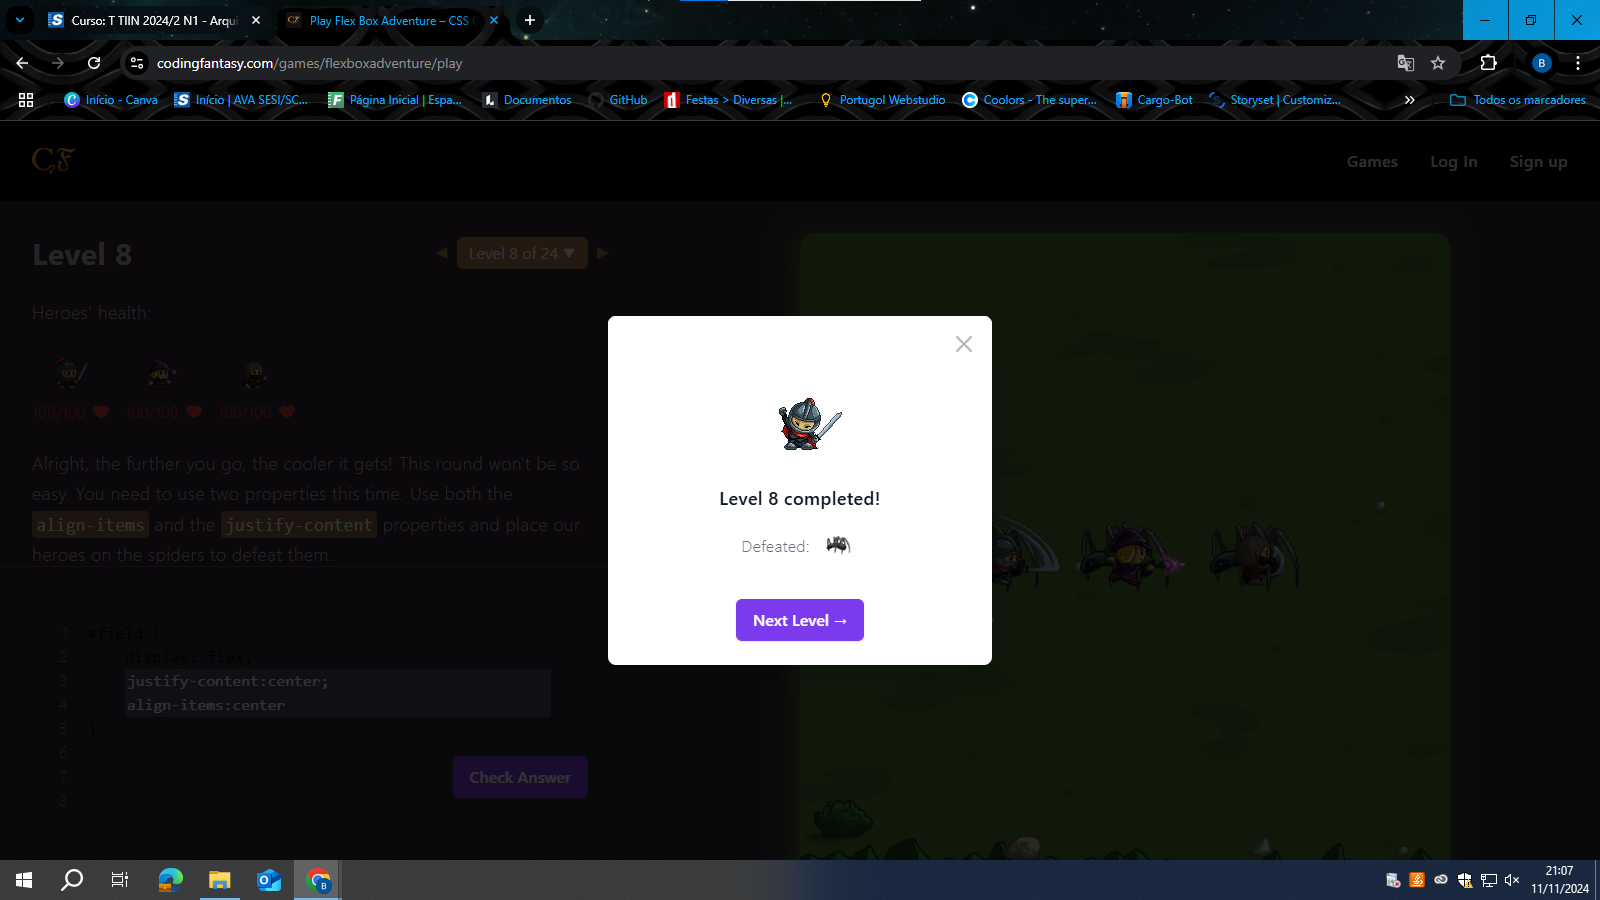 Curso: T TIIN 2024/2 N1 - Arqui
Play Flex Box Adventure – CSS
codingfantasy.com/games/flexboxadventure/play
B
Início - Canva
Início | AVA SESI/SC...
Página Inicial | Espa...
Documentos
GitHub
Festas > Diversas |...
Portugol Webstudio
Coolors - The super...
Cargo-Bot
Storyset | Customiz...
Todos os marcadores
CF
Games
Log In
Sign up
Level 8
Level 8 of 24 ▼
Heroes' health:
100/100
100/100
100/100
Alright, the further you go, the cooler it gets! This round won't be so
easy. You need to use two properties this time. Use both the
align-items and the justify-content properties and place our
heroes on the spiders to defeat them.
1 #field {
2 display: flex;
3 justify-content:center;
4 align-items:center
5 }
6
7
8
Check Answer
Level 8 completed!
Defeated:
Next Level →
21:07
11/11/2024